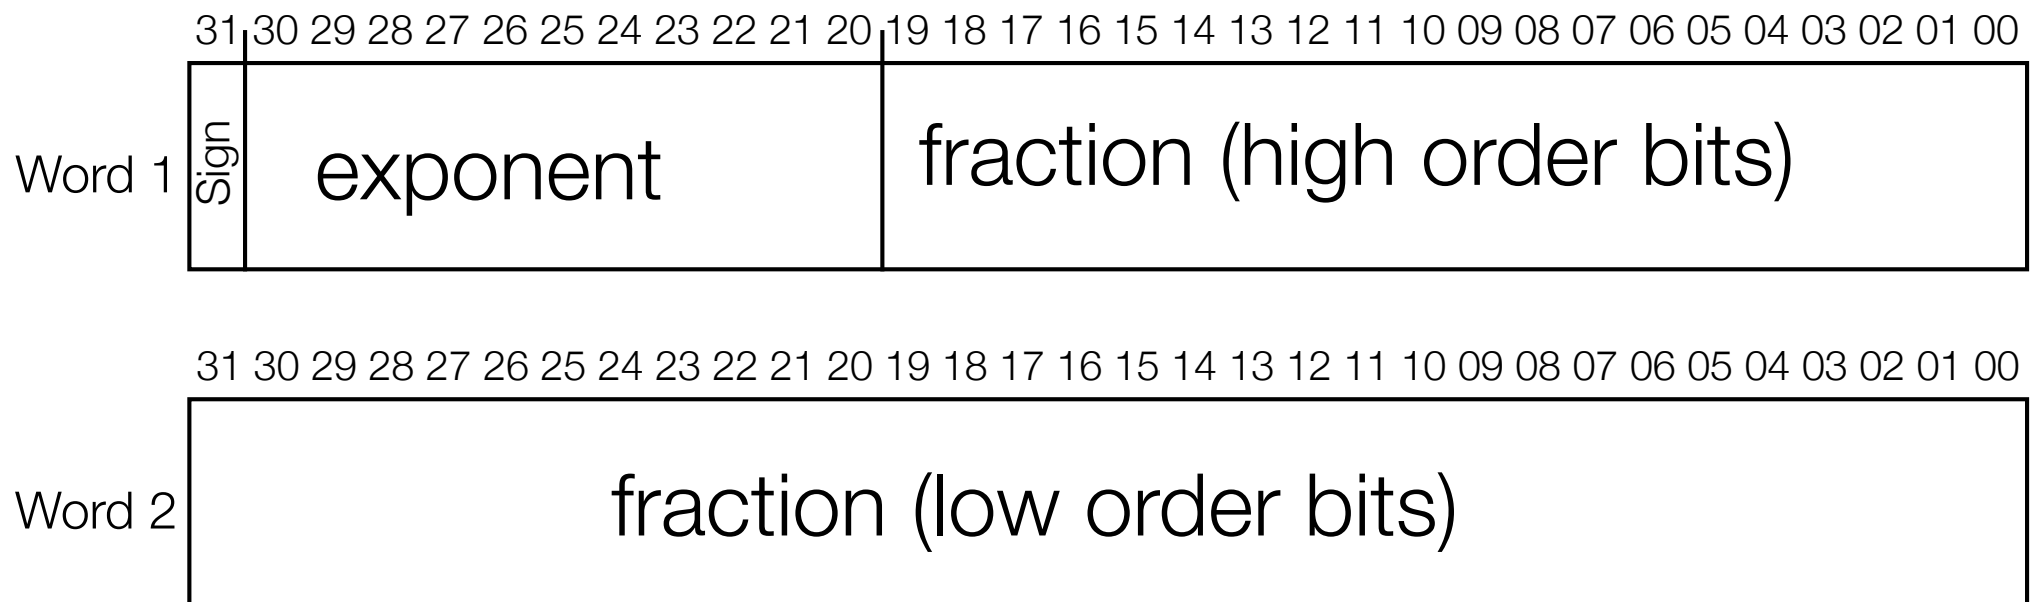 31 30 29 28 27 26 25 24 23 22 21 20 19 18 17 16 15 14 13 12 11 10 09 08 07 06 05 04 03 02 01 00
Word 1 Sign exponent fraction (high order bits)
31 30 29 28 27 26 25 24 23 22 21 20 19 18 17 16 15 14 13 12 11 10 09 08 07 06 05 04 03 02 01 00
Word 2 fraction (low order bits)